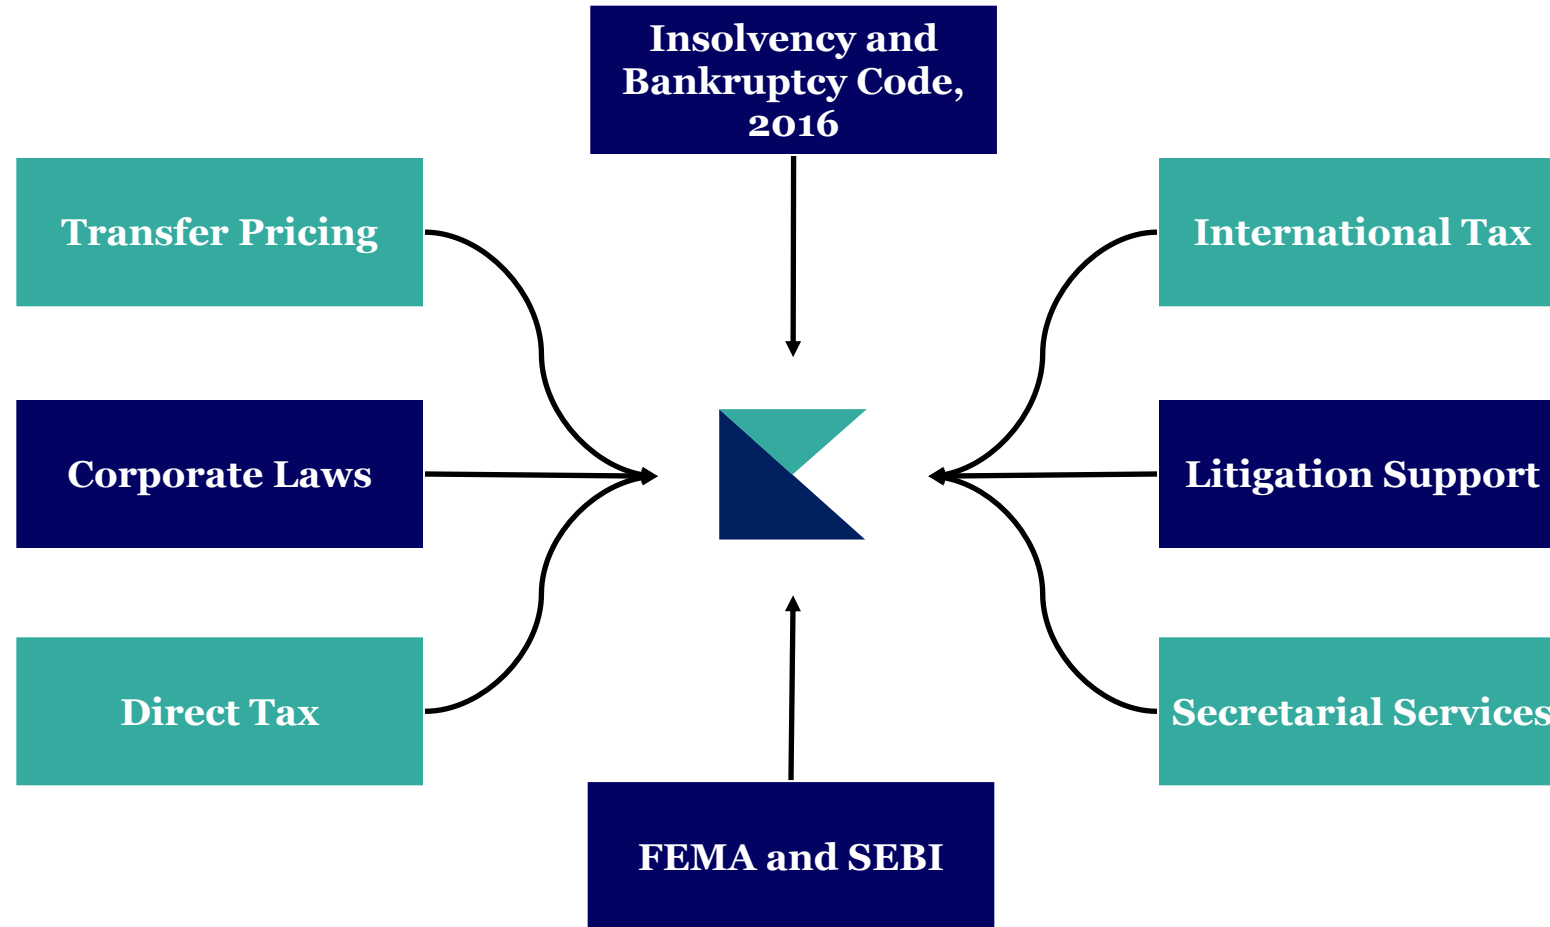 Insolvency and
Bankruptcy Code,
2016
Transfer Pricing
International Tax
Corporate Laws
Litigation Support
Direct Tax
Secretarial Services
FEMA and SEBI